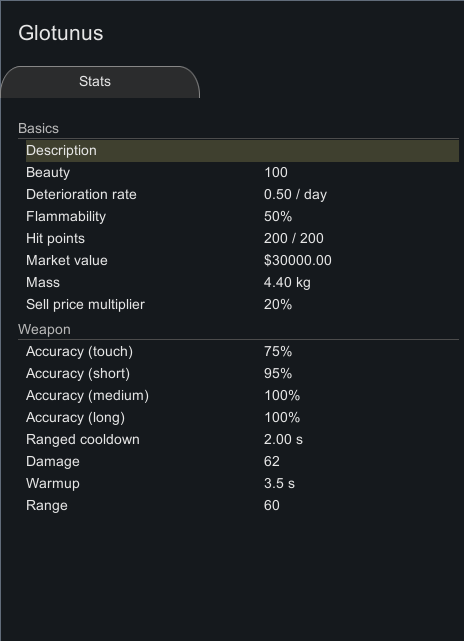 Glotunus
Stats
Basics
Description
Beauty 100
Deterioration rate 0.50 / day
Flammability 50%
Hit points 200 / 200
Market value $30000.00
Mass 4.40 kg
Sell price multiplier 20%
Weapon
Accuracy (touch) 75%
Accuracy (short) 95%
Accuracy (medium) 100%
Accuracy (long) 100%
Ranged cooldown 2.00 s
Damage 62
Warmup 3.5 s
Range 60